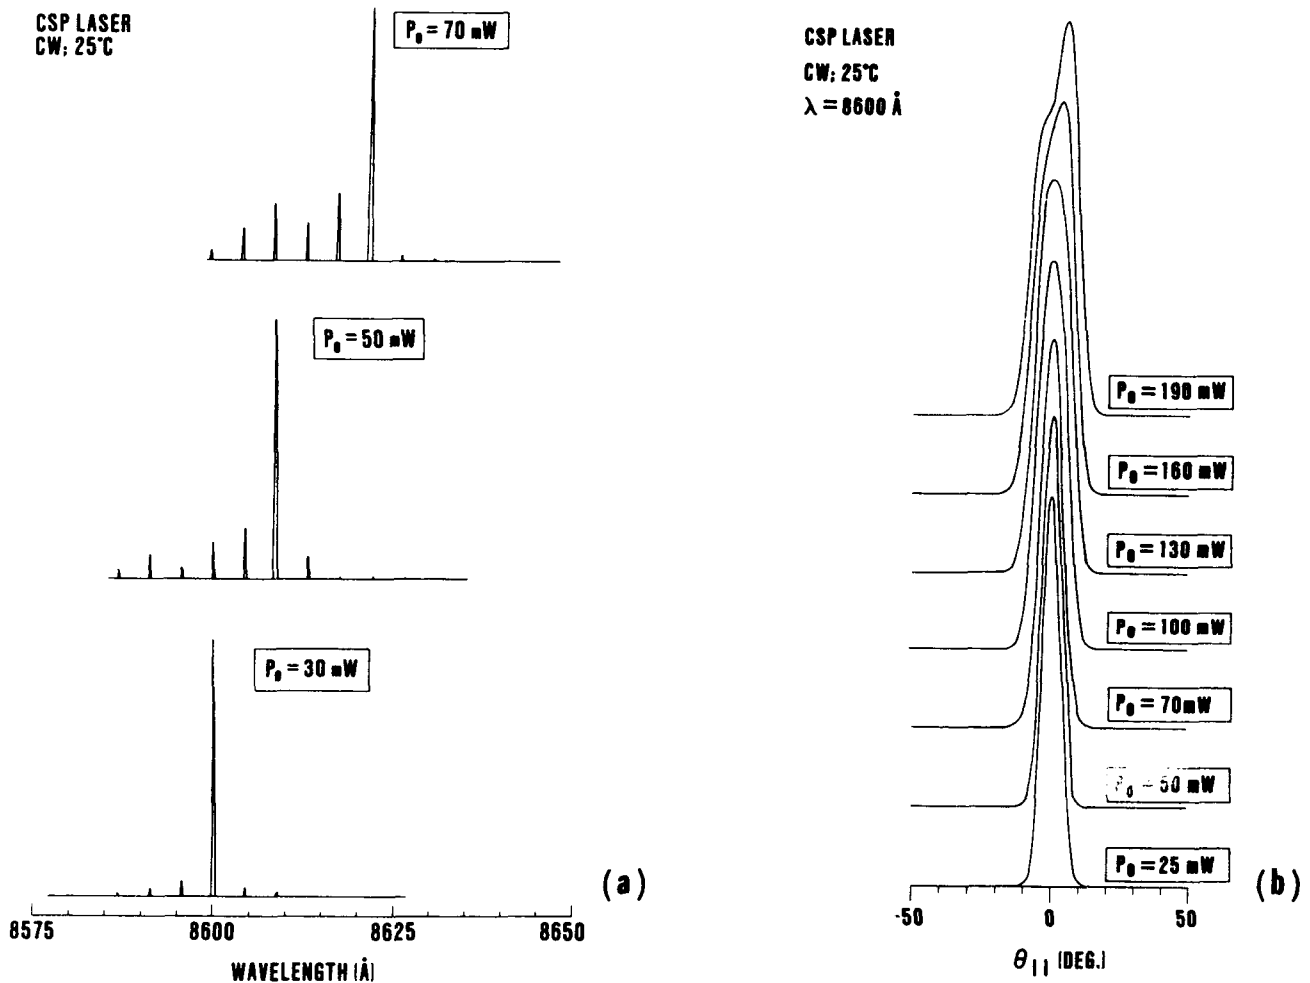 CSP LASER
CW; 25°C
P₀ = 70 mW
P₀ = 50 mW
P₀ = 30 mW
(a)
8575 8600 8625 8650
WAVELENGTH (Å)
CSP LASER
CW; 25°C
λ = 8600 Å
P₀ = 190 mW
P₀ = 160 mW
P₀ = 130 mW
P₀ = 100 mW
P₀ = 70mW
P₀ = 50 mW
P₀ = 25 mW
(b)
-50 0 50
θ|| (DEG.)